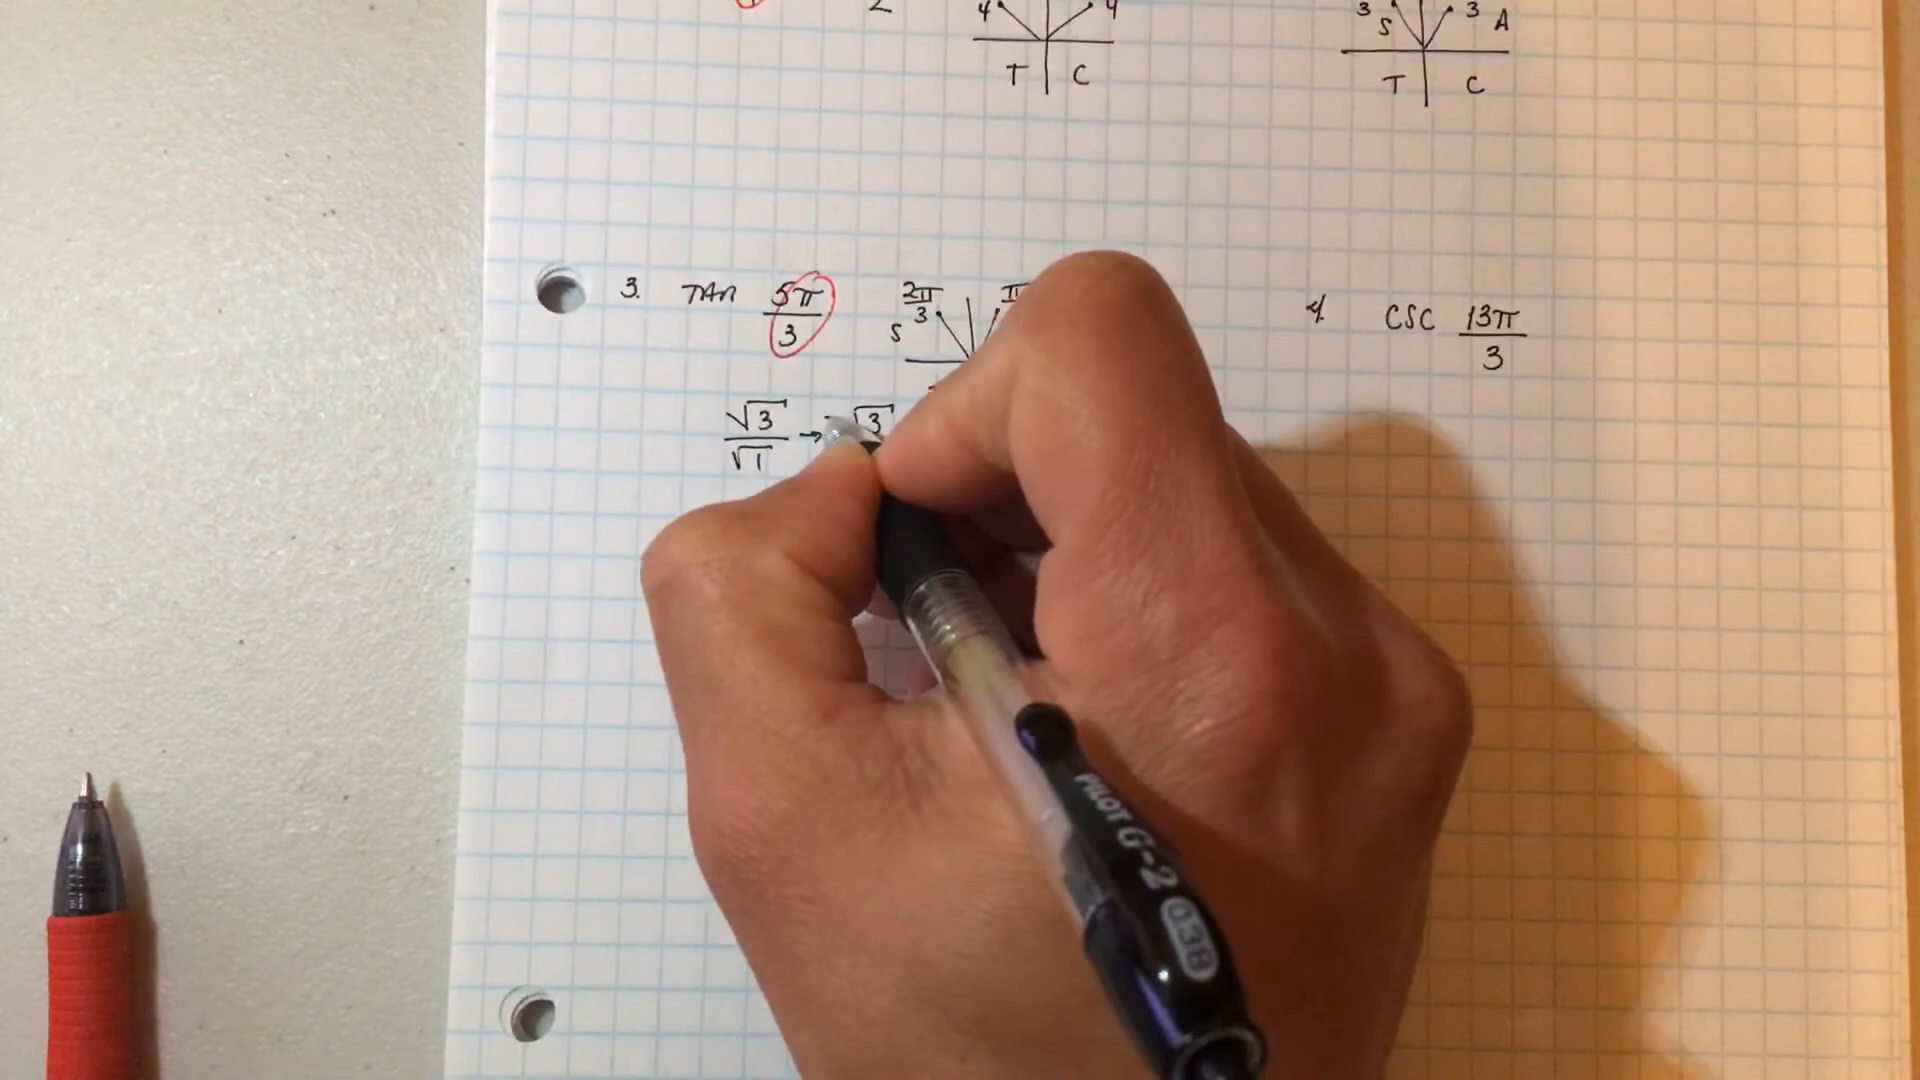 4 4
T C
3 S 3 A
T C
3. TAN 5π/3
2π/3 π
S
√3/√1 → √3
4. CSC 13π/3
PILOT G-2
0.38